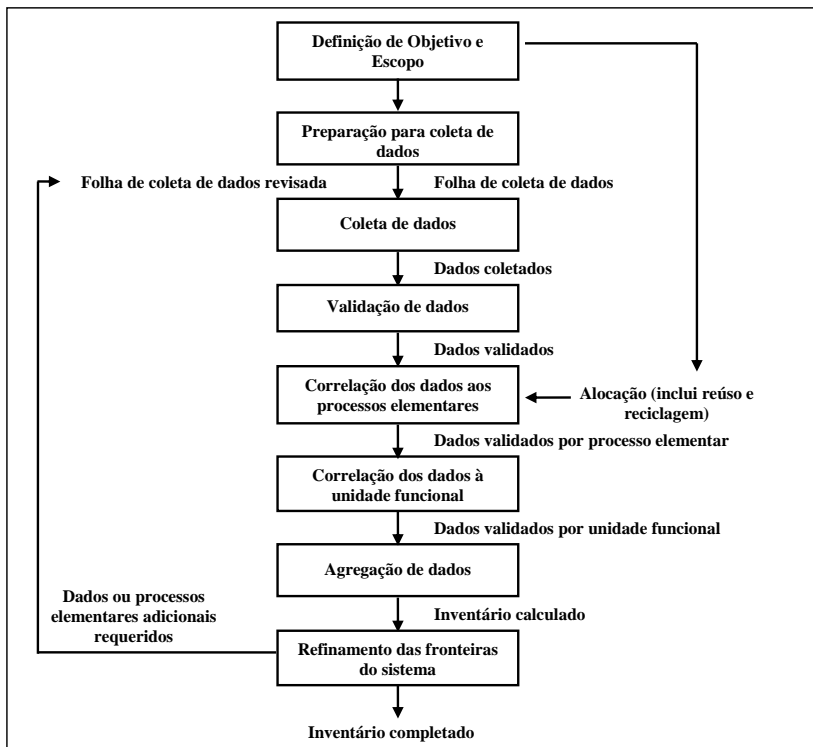 Definição de Objetivo e
Escopo
Preparação para coleta de
dados
Folha de coleta de dados revisada
Folha de coleta de dados
Coleta de dados
Dados coletados
Validação de dados
Dados validados
Correlação dos dados aos
processos elementares
Alocação (inclui reúso e
reciclagem)
Dados validados por processo elementar
Correlação dos dados à
unidade funcional
Dados validados por unidade funcional
Agregação de dados
Dados ou processos
elementares adicionais
requeridos
Inventário calculado
Refinamento das fronteiras
do sistema
Inventário completado